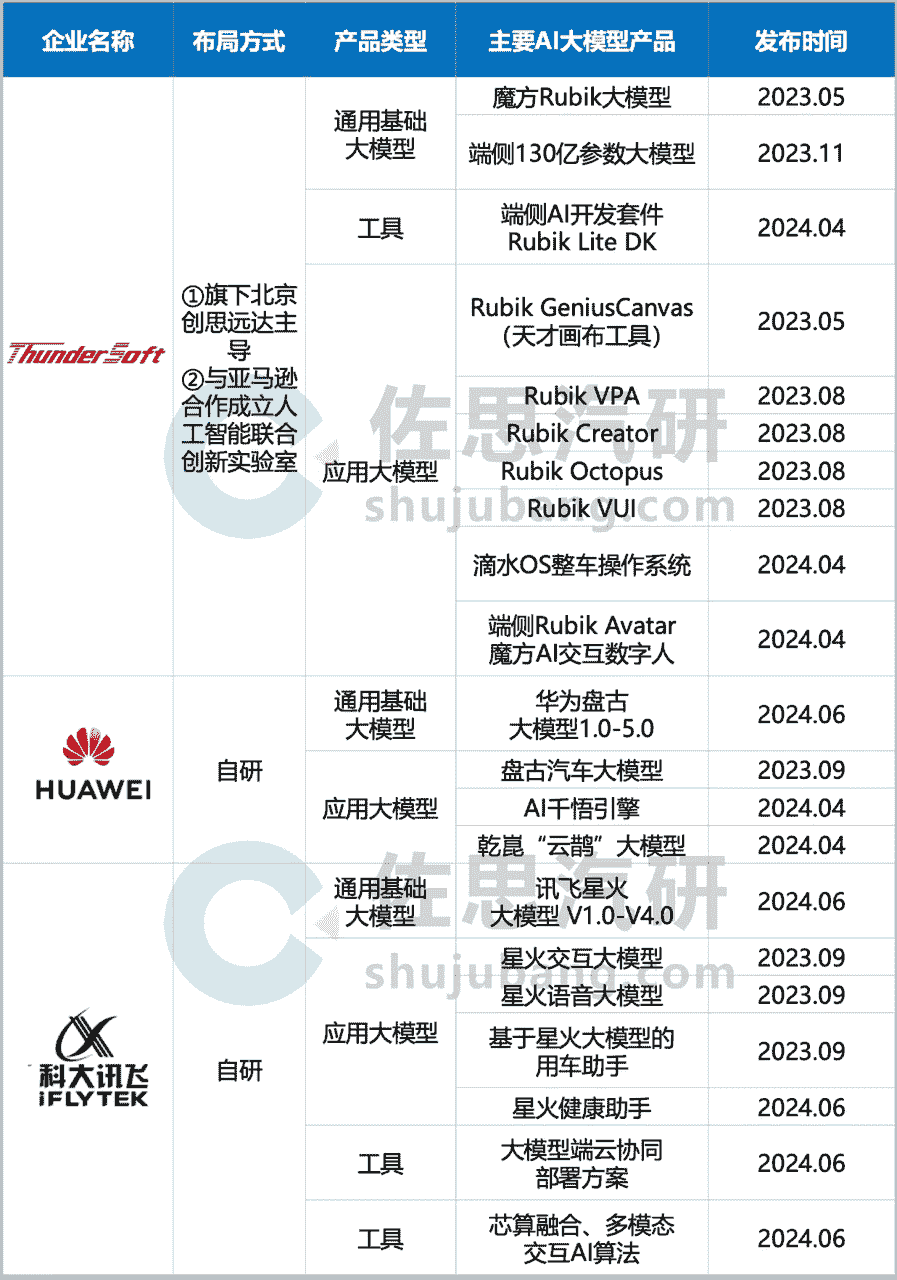 企业名称
布局方式
产品类型
主要AI大模型产品
发布时间
ThunderSoft
①旗下北京
创思远达主
导
②与亚马逊
合作成立人
工智能联合
创新实验室
通用基础
大模型
魔方Rubik大模型
2023.05
端侧130亿参数大模型
2023.11
工具
端侧AI开发套件
Rubik Lite DK
2024.04
应用大模型
Rubik GeniusCanvas
（天才画布工具）
2023.05
Rubik VPA
2023.08
Rubik Creator
2023.08
Rubik Octopus
2023.08
Rubik VUI
2023.08
滴水OS整车操作系统
2024.04
端侧Rubik Avatar
魔方AI交互数字人
2024.04
HUAWEI
自研
通用基础
大模型
华为盘古
大模型1.0-5.0
2024.06
应用大模型
盘古汽车大模型
2023.09
AI千悟引擎
2024.04
乾崑“云鹊”大模型
2024.04
科大讯飞
iFLYTEK
自研
通用基础
大模型
讯飞星火
大模型 V1.0-V4.0
2024.06
应用大模型
星火交互大模型
2023.09
星火语音大模型
2023.09
基于星火大模型的
用车助手
2023.09
星火健康助手
2024.06
工具
大模型端云协同
部署方案
2024.06
工具
芯算融合、多模态
交互AI算法
2024.06
佐思汽研
shujubang.com
佐思汽研
shujubang.com